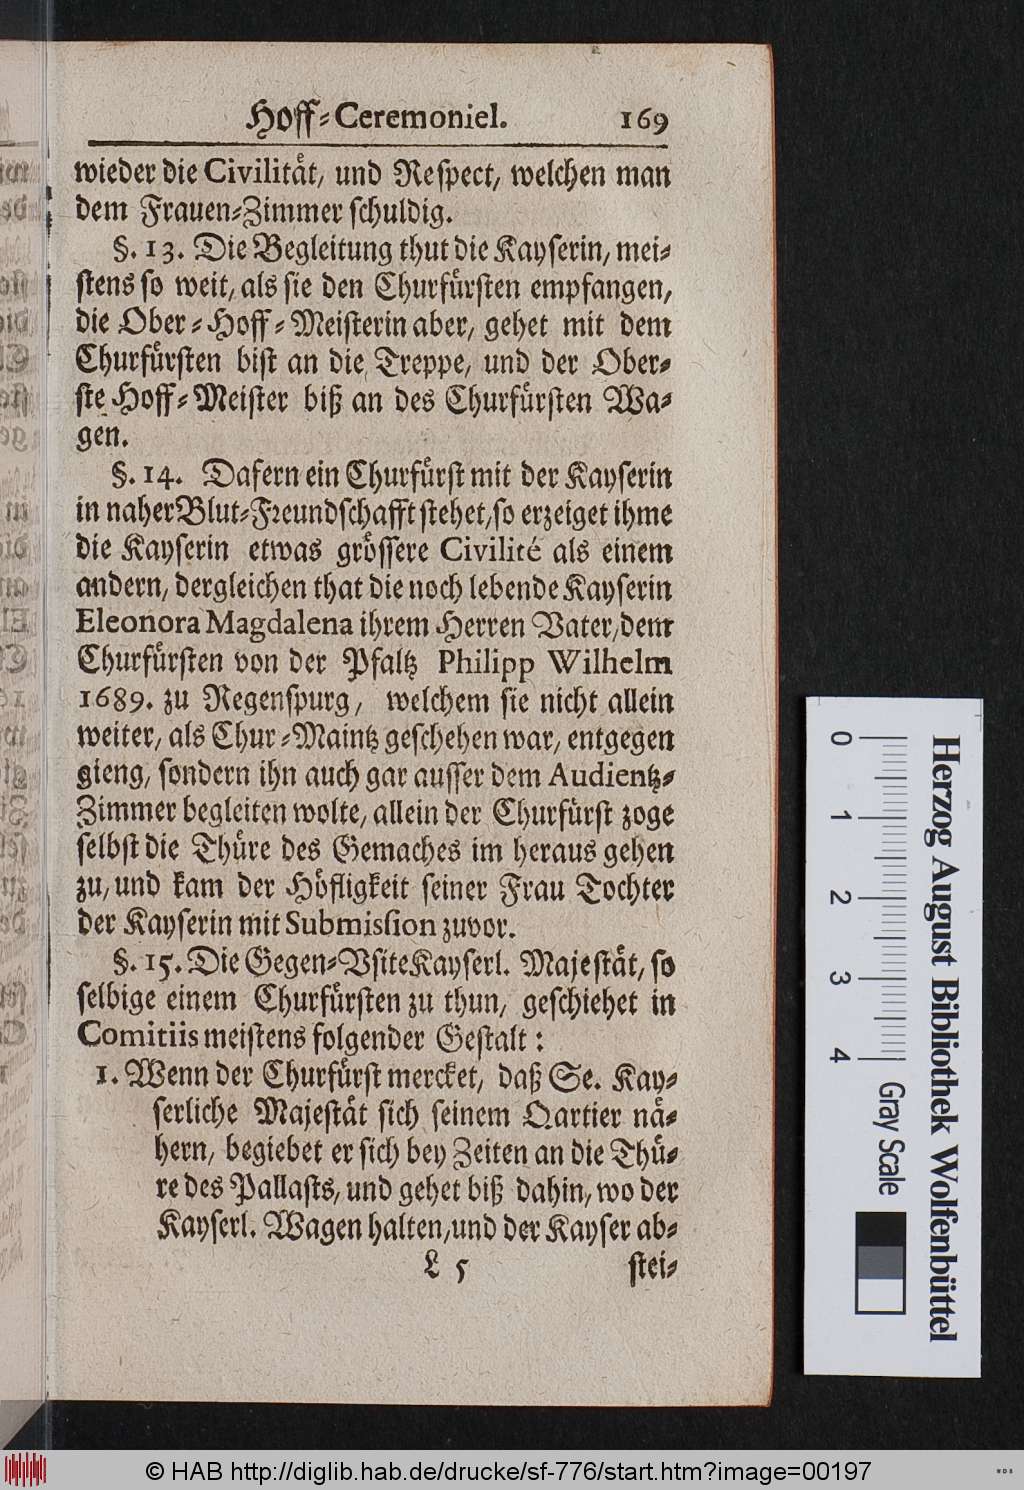 Hoff-Ceremoniel. 169
wieder die Civilität, und Respect, welchen man
dem Frauen-Zimmer schuldig.
§. 13. Die Begleitung thut die Kayserin, mei-
stens so weit, als sie den Churfürsten empfangen,
die Ober-Hoff-Meisterin aber, gehet mit dem
Churfürsten bist an die Treppe, und der Ober-
ste Hoff-Meister biß an des Churfürsten Wa-
gen.
§. 14. Dafern ein Churfürst mit der Kayserin
in naher Blut-Freundschafft stehet, so erzeiget ihme
die Kayserin etwas grössere Civilité als einem
andern, dergleichen that die noch lebende Kayserin
Eleonora Magdalena ihrem Herren Vater, dem
Churfürsten von der Pfaltz Philipp Wilhelm
1689. zu Regenspurg, welchem sie nicht allein
weiter, als Chur-Maintz geschehen war, entgegen
gieng, sondern ihn auch gar ausser dem Audientz-
Zimmer begleiten wolte, allein der Churfürst zoge
selbst die Thüre des Gemaches im heraus gehen
zu, und kam der Höfligkeit seiner Frau Tochter
der Kayserin mit Submission zuvor.
§. 15. Die Gegen-Vsite Kayserl. Majestät, so
selbige einem Churfürsten zu thun, geschiehet in
Comitiis meistens folgender Gestalt:
1. Wenn der Churfürst mercket, daß Se. Kay-
serliche Majestät sich seinem Qartier nä-
hern, begiebet er sich bey Zeiten an die Thü-
re des Pallasts, und gehet biß dahin, wo der
Kayserl. Wagen halten, und der Kayser ab-
L 5 stei-
Herzog August Bibliothek Wolfenbüttel
0 1 2 3 4 Gray Scale
© HAB http://diglib.hab.de/drucke/sf-776/start.htm?image=00197